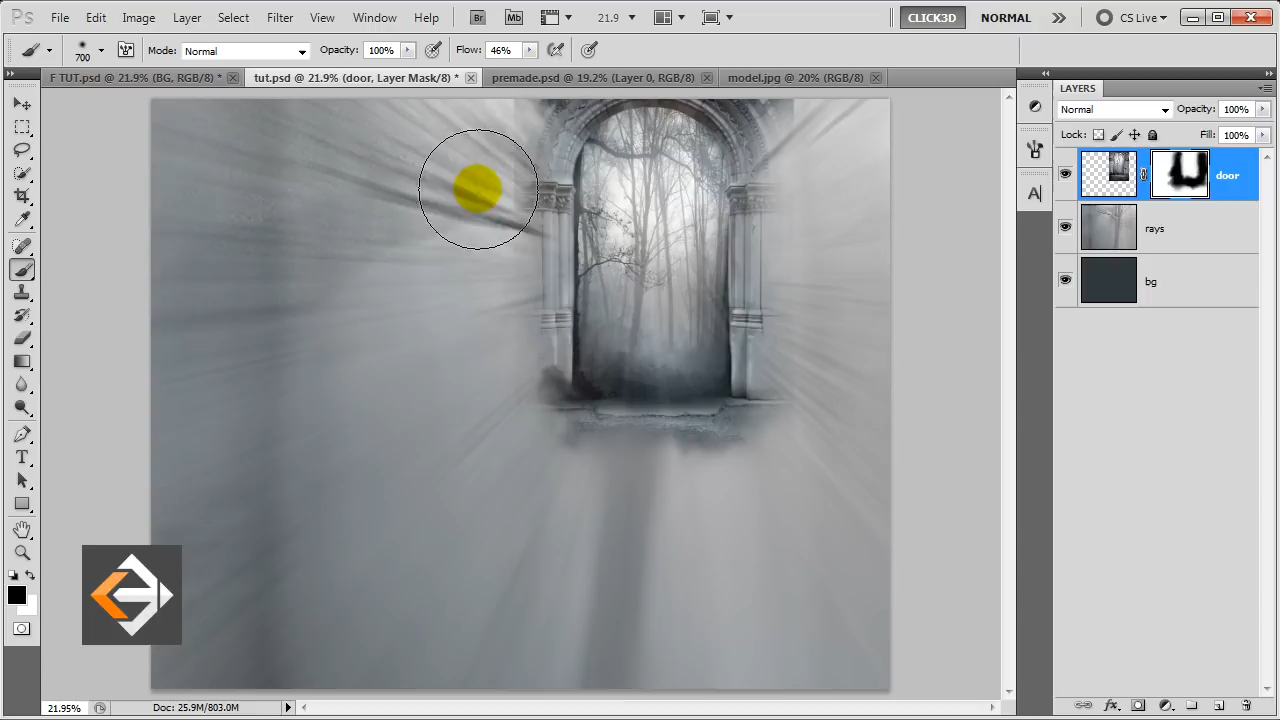 Ps File Edit Image Layer Select Filter View Window Help Br Mb 21.9 CLICK3D NORMAL CS Live
700 Mode: Normal Opacity: 100% Flow: 46%
F TUT.psd @ 21.9% (BG, RGB/8) * tut.psd @ 21.9% (door, Layer Mask/8) * premade.psd @ 19.2% (Layer 0, RGB/8) model.jpg @ 20% (RGB/8)
LAYERS
Normal Opacity: 100%
Lock: Fill: 100%
door
rays
bg
21.95% Doc: 25.9M/803.0M